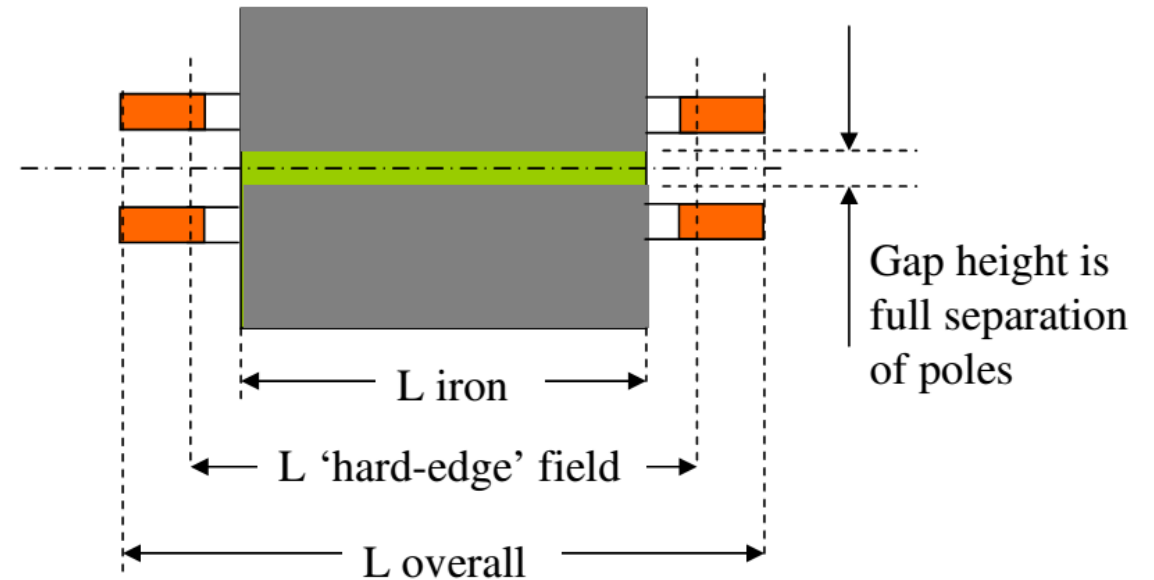 Gap height is
full separation
of poles
L iron
L ‘hard-edge’ field
L overall